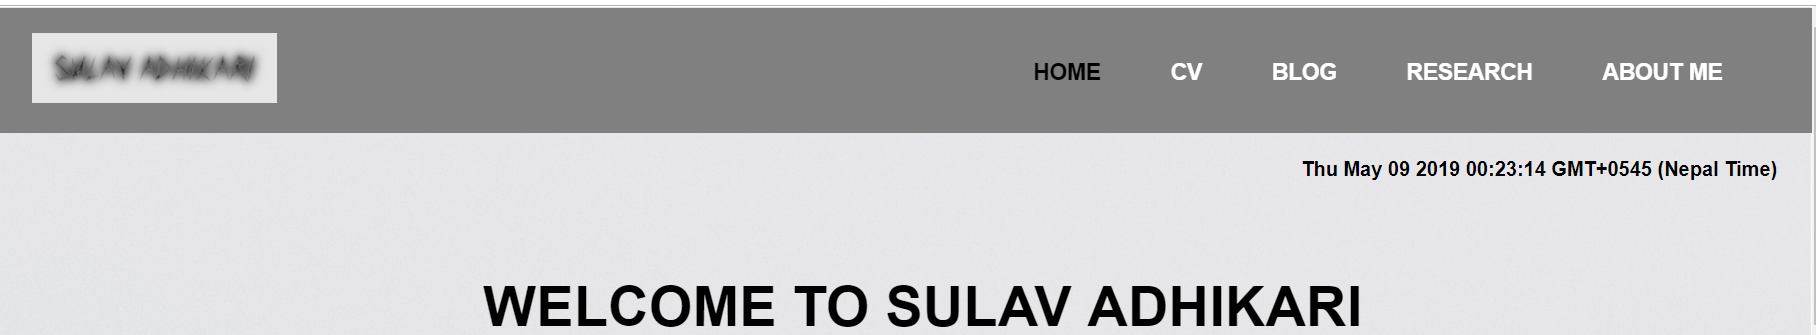 SULAV ADHIKARI
HOME CV BLOG RESEARCH ABOUT ME
Thu May 09 2019 00:23:14 GMT+0545 (Nepal Time)
WELCOME TO SULAV ADHIKARI